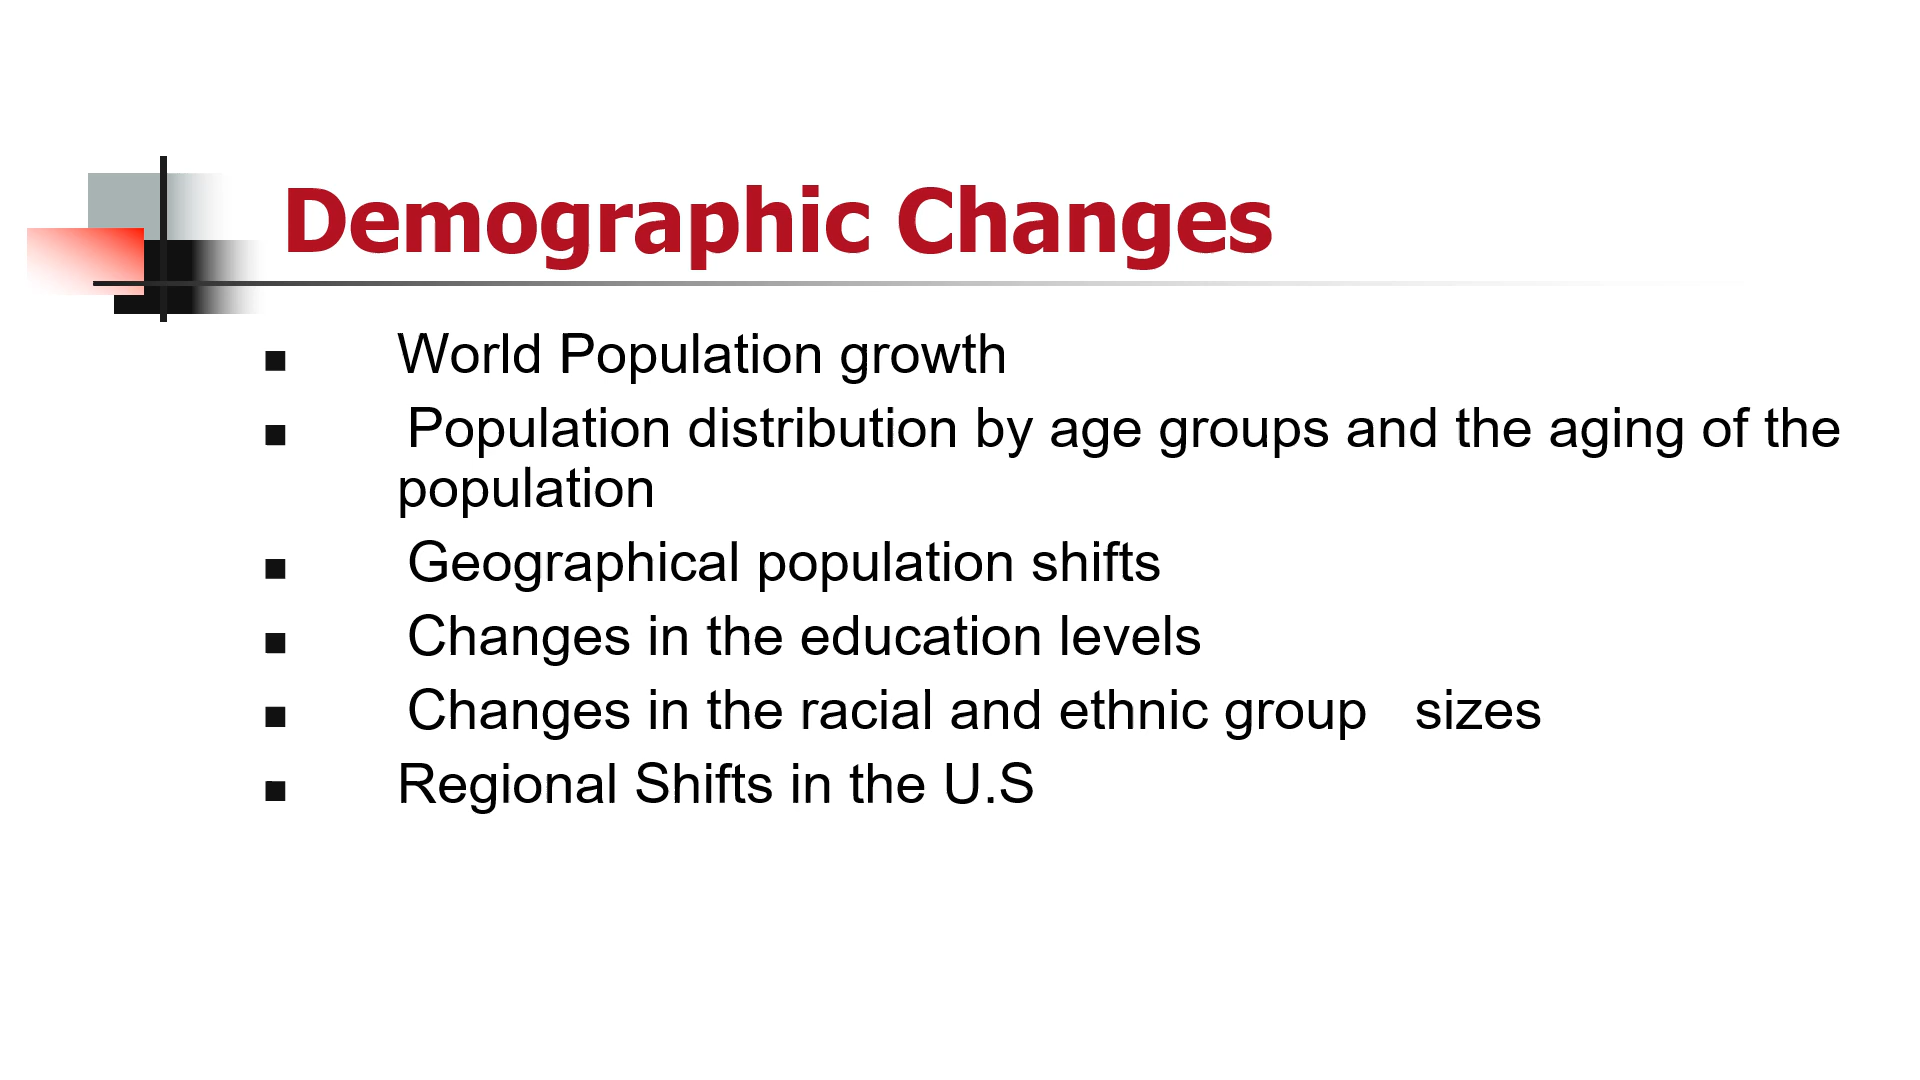 Demographic Changes
■ World Population growth
■ Population distribution by age groups and the aging of the
population
■ Geographical population shifts
■ Changes in the education levels
■ Changes in the racial and ethnic group   sizes
■ Regional Shifts in the U.S